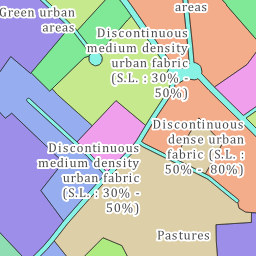 Green urban
areas
areas
Discontinuous
medium density
urban fabric
(S.L. : 30% -
50%)
Discontinuous
dense urban
fabric (S.L. :
50% - 80%)
Discontinuous
medium density
urban fabric
(S.L. : 30% -
50%)
Pastures